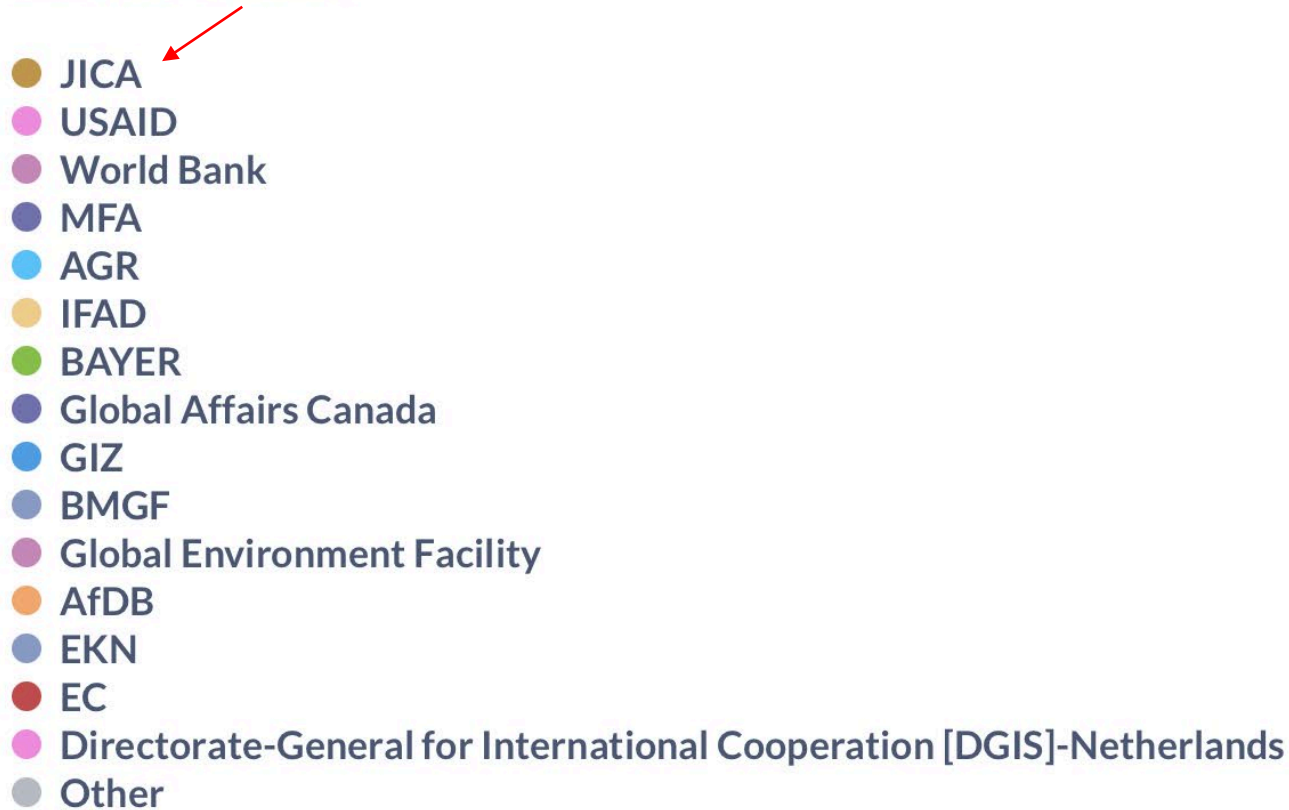 JICA
USAID
World Bank
MFA
AGR
IFAD
BAYER
Global Affairs Canada
GIZ
BMGF
Global Environment Facility
AfDB
EKN
EC
Directorate-General for International Cooperation [DGIS]-Netherlands
Other